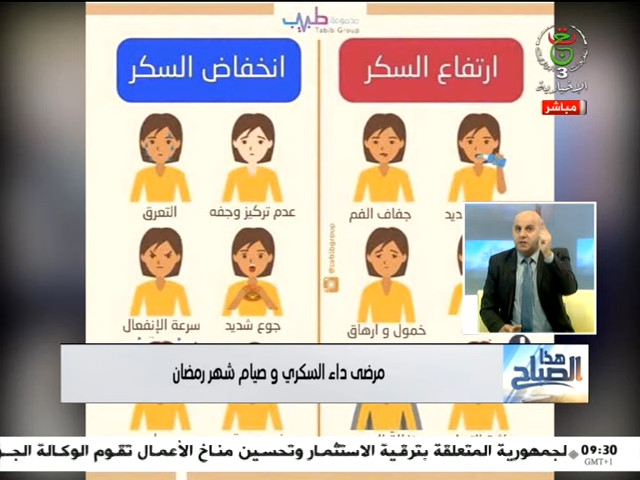 مجموعة طبيب
Tabib Group
ارتفاع السكر
انخفاض السكر
3
الإخبارية
مباشر
جفاف الفم
عدم تركيز وجفه
التعرق
@tabibgroup
خمول و ارهاق
جوع شديد
سرعة الإنفعال
هذا
الصباح
مرضى داء السكري و صيام شهر رمضان
09:30
GMT+1
لجمهورية المتعلقة بترقية الاستثمار وتحسين مناخ الأعمال تقوم الوكالة الجـ